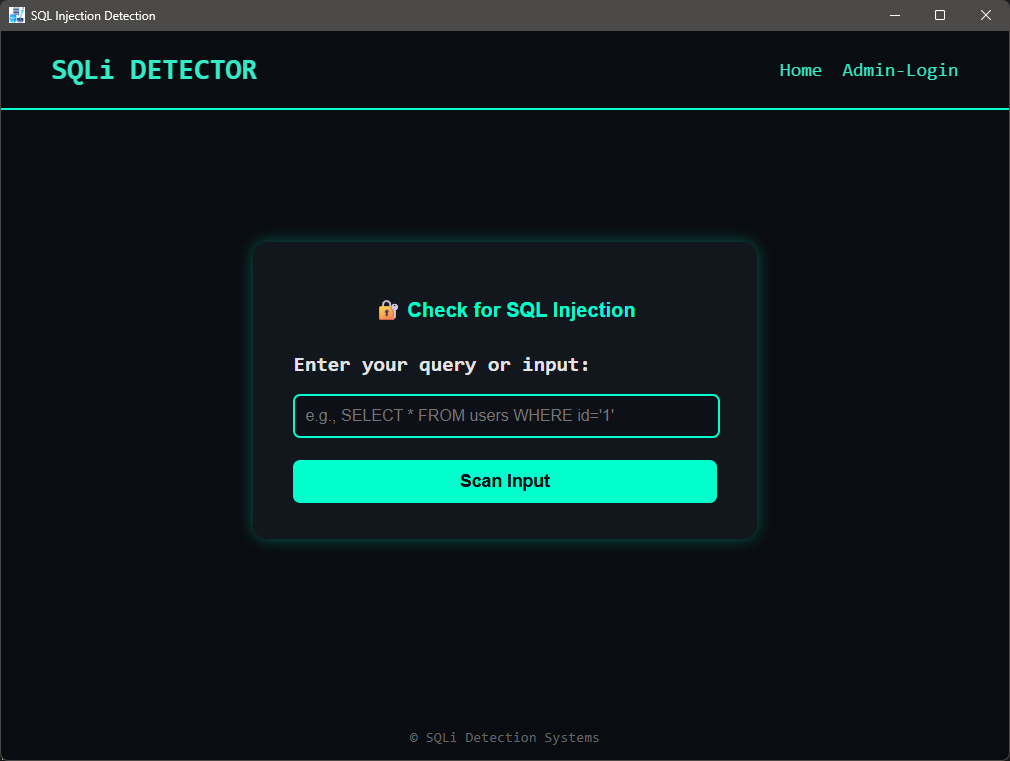 SQL Injection Detection
SQLi DETECTOR
Home Admin-Login
🔐 Check for SQL Injection
Enter your query or input:
e.g., SELECT * FROM users WHERE id='1'
Scan Input
© SQLi Detection Systems